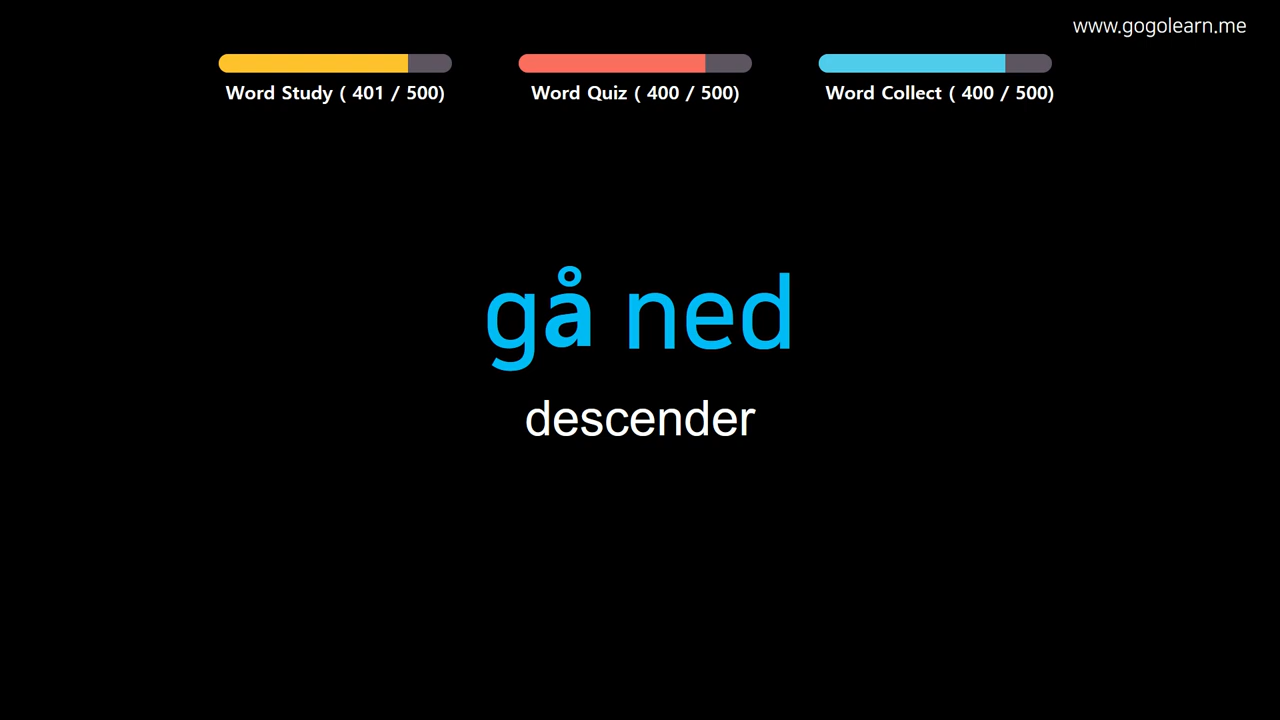 www.gogolearn.me
Word Study ( 401 / 500)
Word Quiz ( 400 / 500)
Word Collect ( 400 / 500)
gå ned
descender